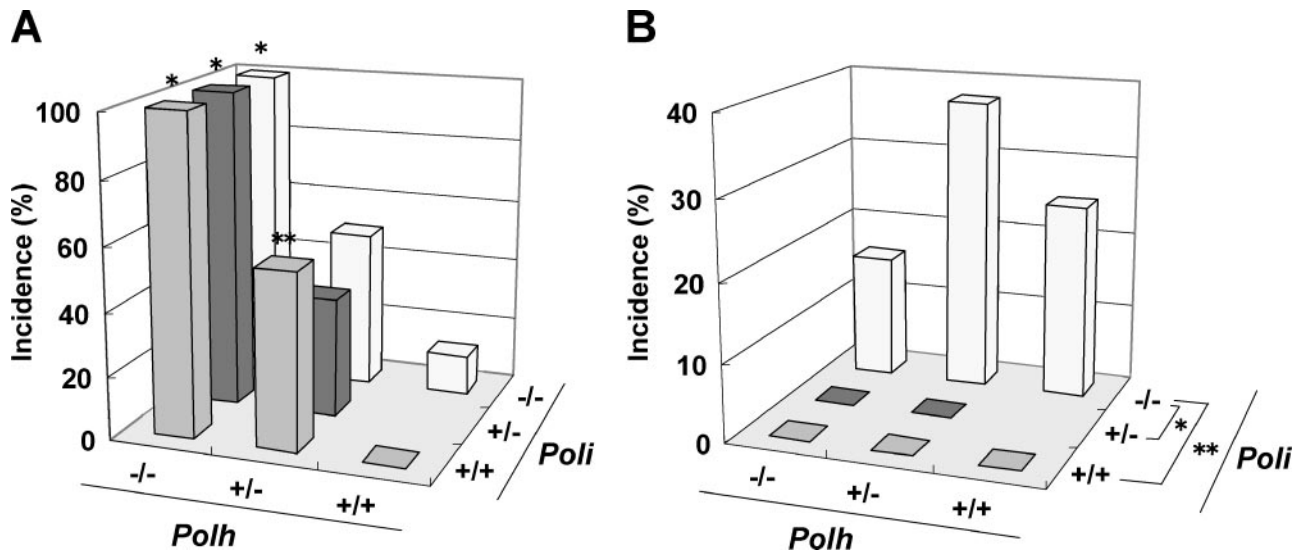 A
* * *
100
80
60
40
20
0
Incidence (%)
**
-/-
+/-
+/+
Polh
-/-
+/-
+/+
Poli
B
40
30
20
10
0
Incidence (%)
-/-
+/-
+/+
Polh
-/-
+/-
+/+
*
**
Poli